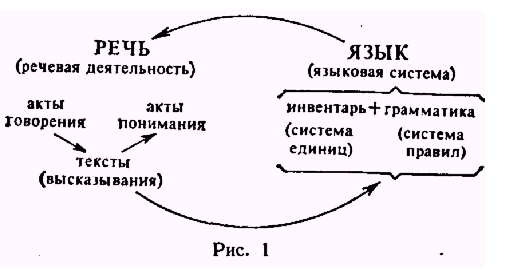 РЕЧЬ
(речевая деятельность)
акты говорения
акты понимания
тексты
(высказывания)
ЯЗЫК
(языковая система)
инвентарь + грамматика
(система единиц)
(система правил)
Рис. 1